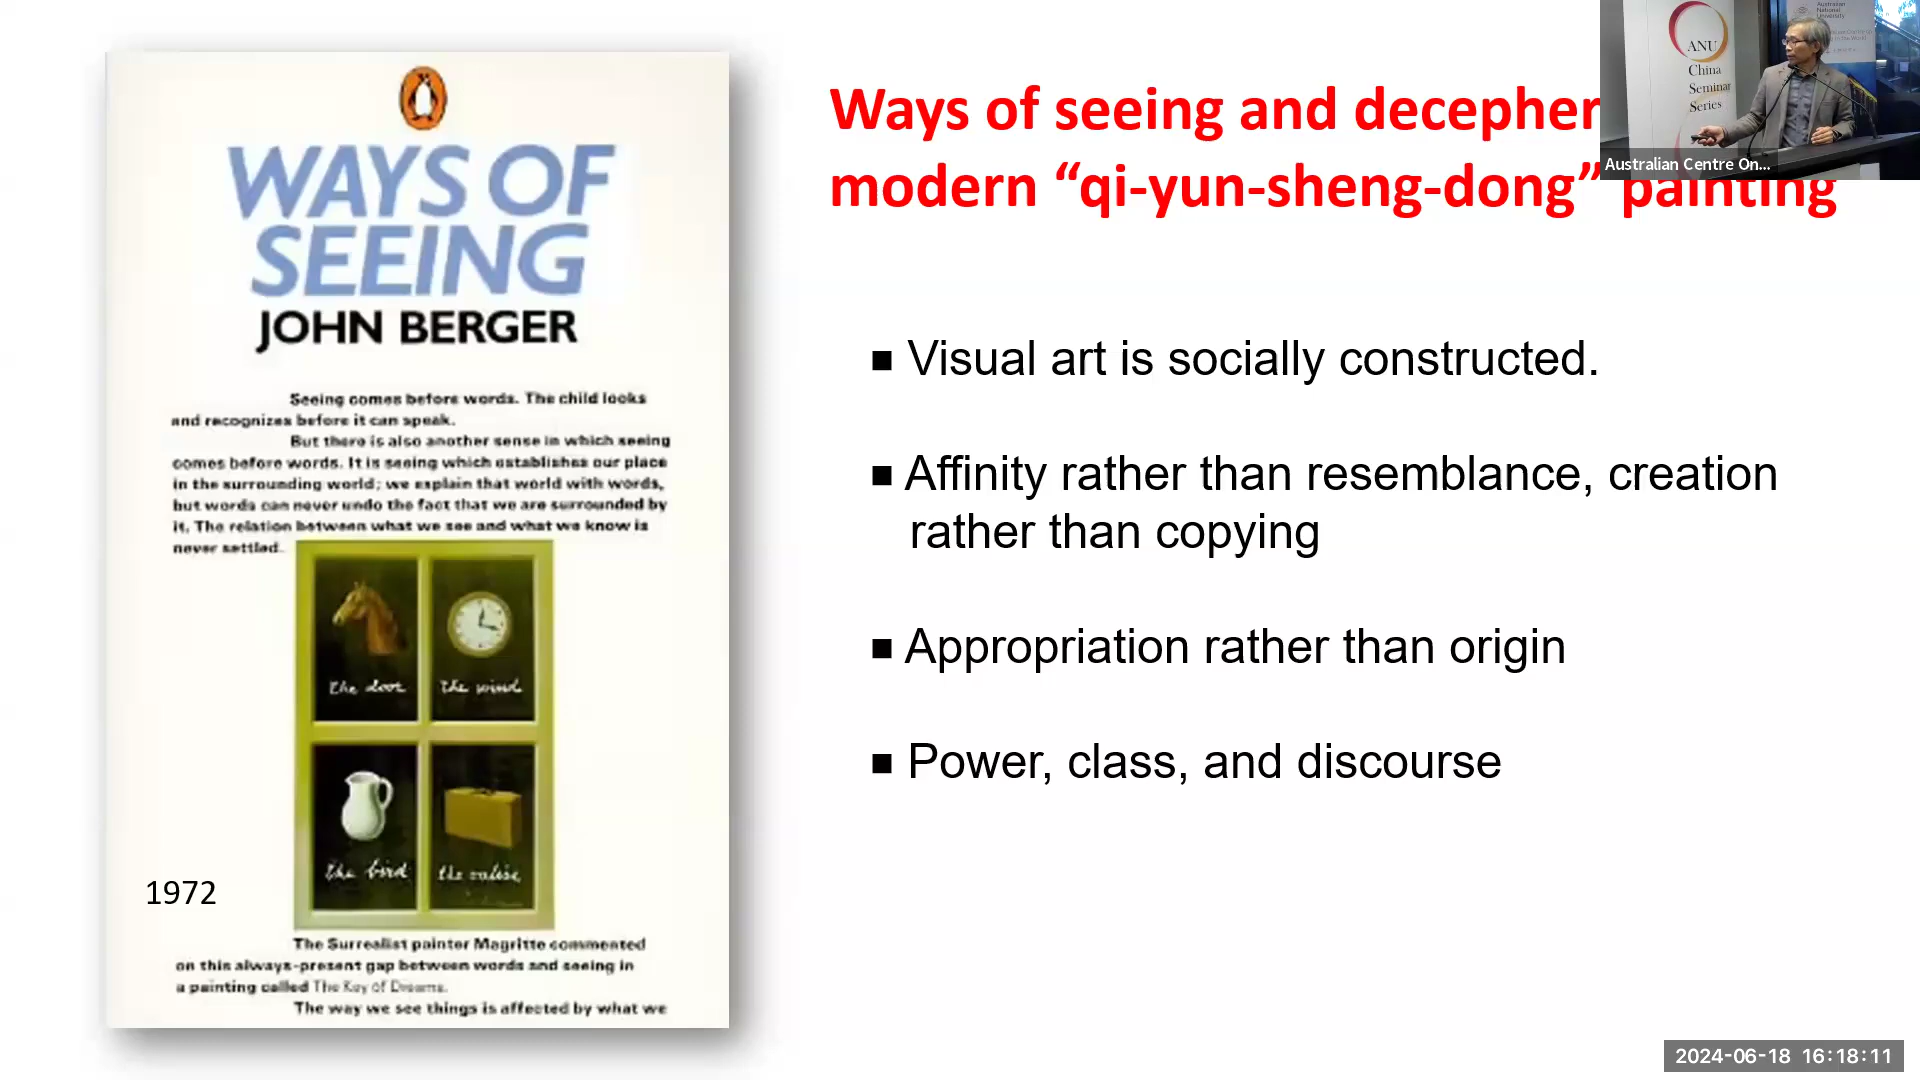 WAYS OF
SEEING
JOHN BERGER
Seeing comes before words. The child looks
and recognizes before it can speak.
But there is also another sense in which seeing
comes before words. It is seeing which establishes our place
in the surrounding world; we explain that world with words,
but words can never undo the fact that we are surrounded by
it. The relation between what we see and what we know is
never settled.
the door
the wind
the bird
the valise
1972
The Surrealist painter Magritte commented
on this always-present gap between words and seeing in
a painting called The Key of Dreams.
The way we see things is affected by what we
Ways of seeing and decepher
modern “qi-yun-sheng-dong” painting
■ Visual art is socially constructed.
■ Affinity rather than resemblance, creation
rather than copying
■ Appropriation rather than origin
■ Power, class, and discourse
ANU
China
Seminar
Series
Australian
National
University
Australian Centre On...
2024-06-18 16:18:11